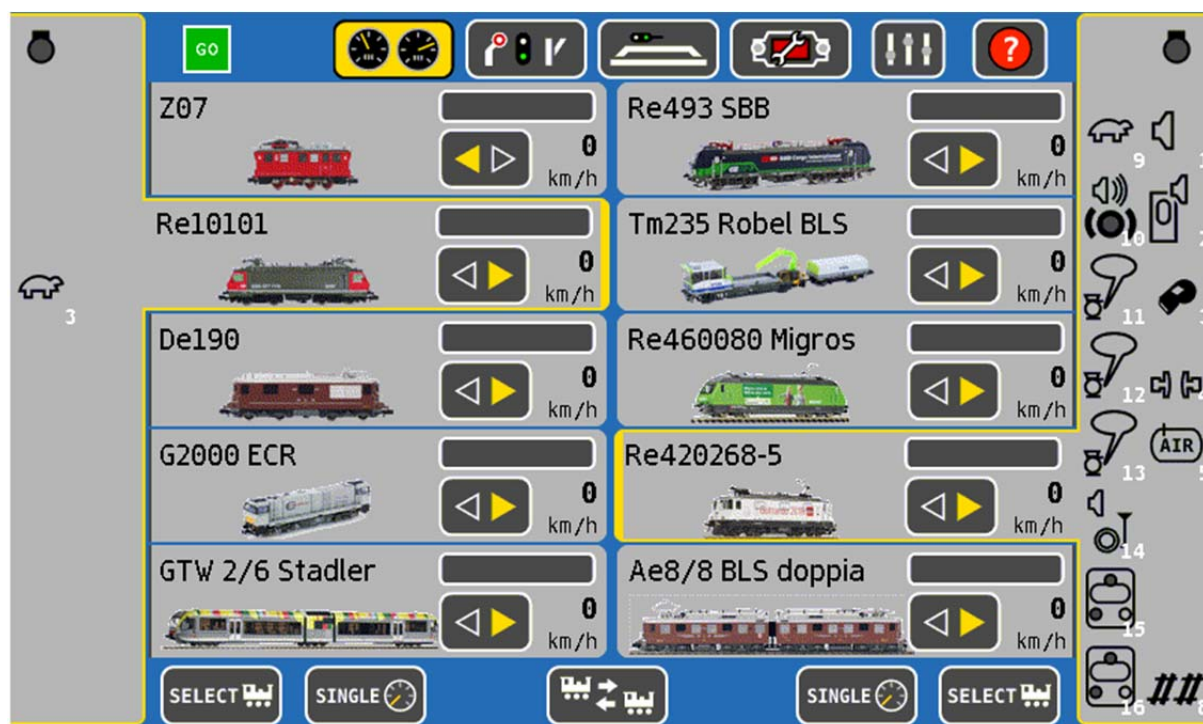 GO
?
Z07
0
km/h
Re493 SBB
0
km/h
Re10101
0
km/h
Tm235 Robel BLS
0
km/h
De190
0
km/h
Re460080 Migros
0
km/h
G2000 ECR
0
km/h
Re420268-5
0
km/h
GTW 2/6 Stadler
0
km/h
Ae8/8 BLS doppia
0
km/h
SELECT
SINGLE
SINGLE
SELECT
3
9
10
11
12
13
AIR
14
15
16